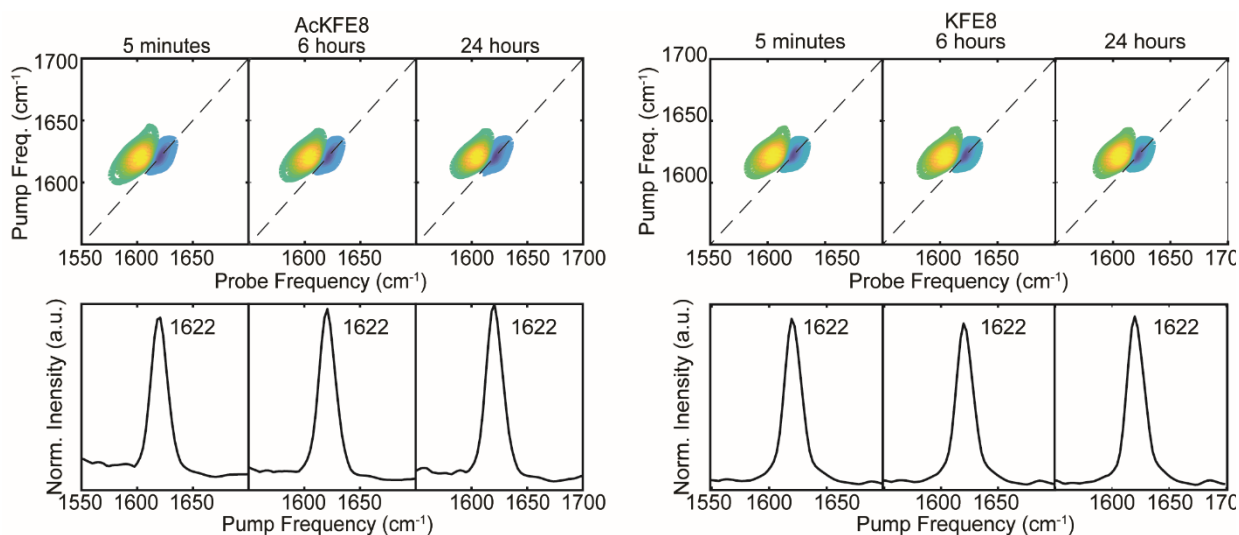 AcKFE8
5 minutes 6 hours 24 hours
1700
1650
1600
Pump Freq. (cm-1)
1550 1600 1650 1600 1650 1600 1650 1700
Probe Frequency (cm-1)
1622 1622 1622
Norm. Inensity (a.u.)
1550 1600 1650 1600 1650 1600 1650 1700
Pump Frequency (cm-1)
KFE8
5 minutes 6 hours 24 hours
1700
1650
1600
Pump Freq. (cm-1)
1550 1600 1650 1600 1650 1600 1650 1700
Probe Frequency (cm-1)
1622 1622 1622
Norm. Inensity (a.u.)
1550 1600 1650 1600 1650 1600 1650 1700
Pump Frequency (cm-1)